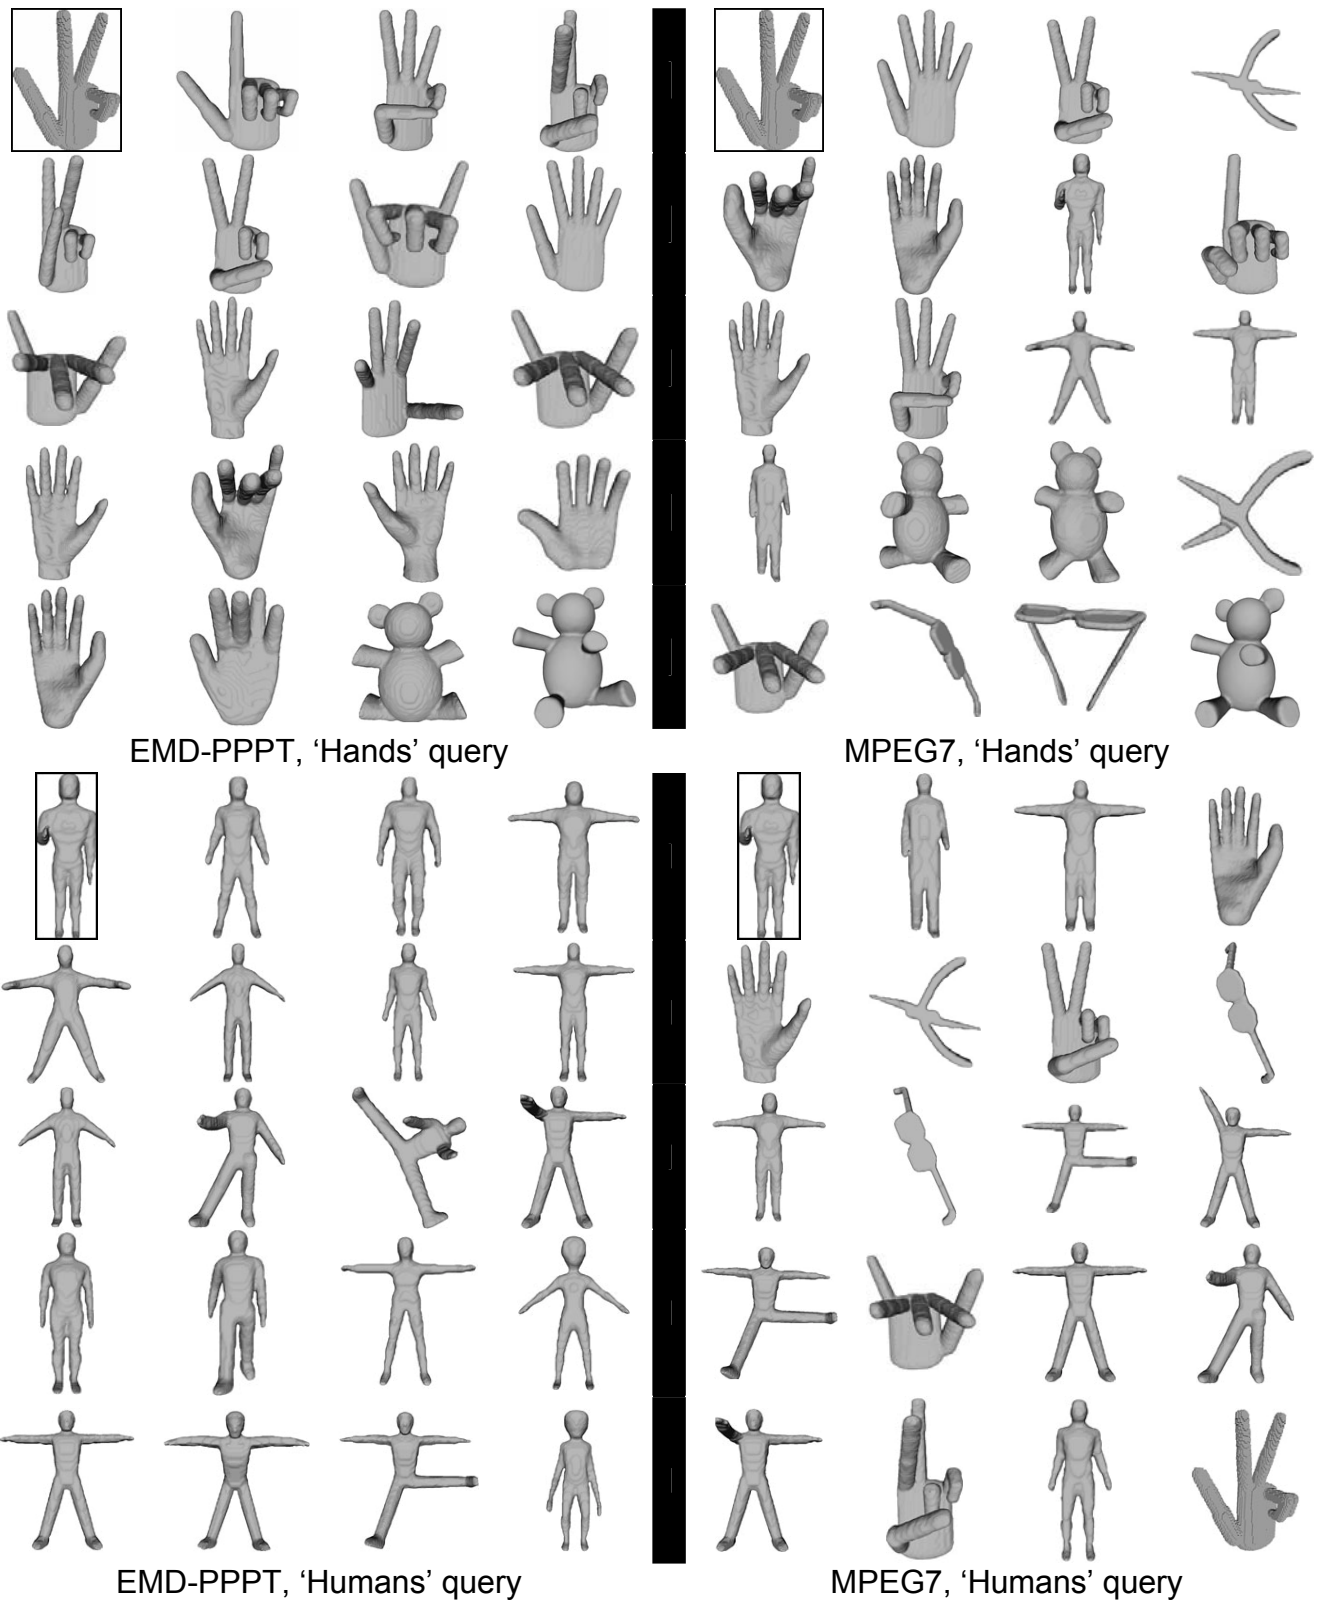 EMD-PPPT, ‘Hands’ query
MPEG7, ‘Hands’ query
EMD-PPPT, ‘Humans’ query
MPEG7, ‘Humans’ query